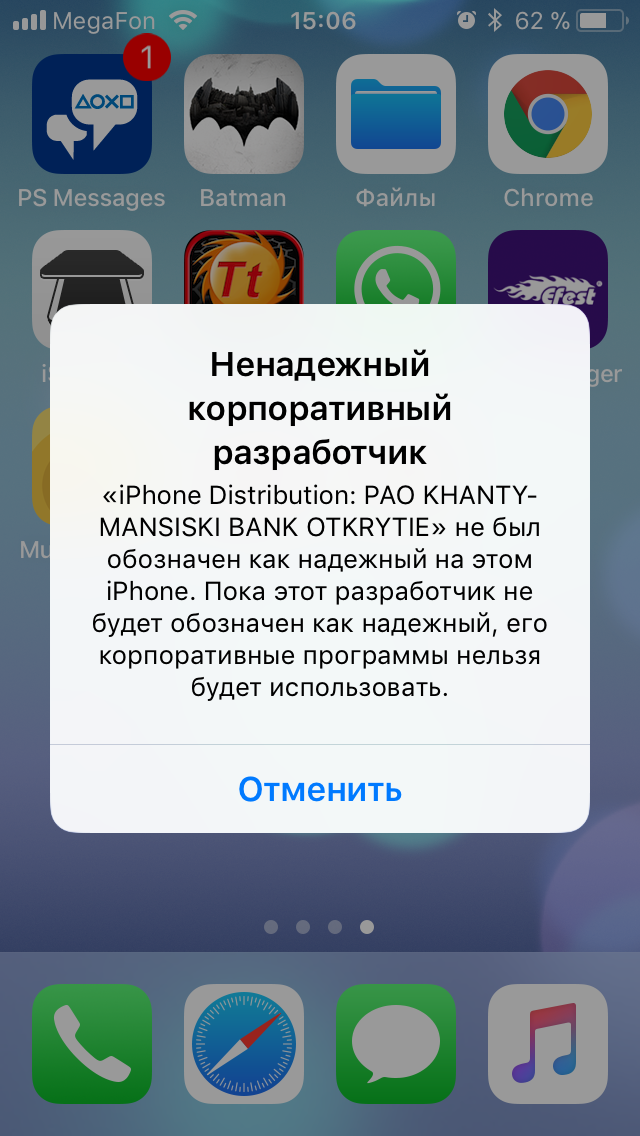 MegaFon 15:06 62 %
1
PS Messages Batman Файлы Chrome
Tt Efest
ger
Ненадежный
корпоративный
разработчик
«iPhone Distribution: PAO KHANTY-
MANSISKI BANK OTKRYTIE» не был
обозначен как надежный на этом
iPhone. Пока этот разработчик не
будет обозначен как надежный, его
корпоративные программы нельзя
будет использовать.
Mu
Отменить